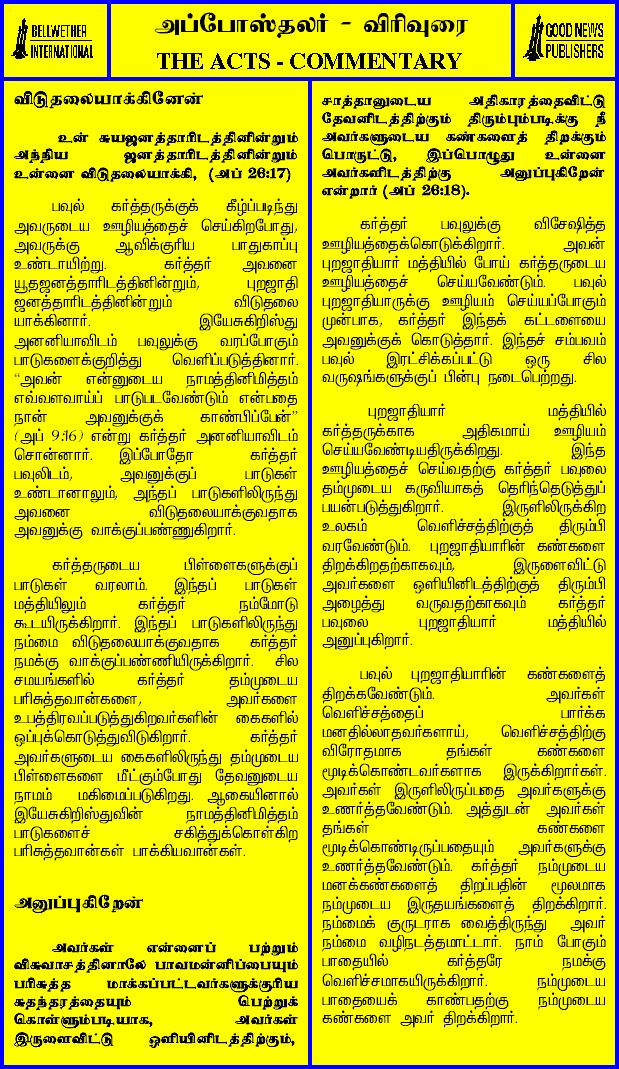 BELLWETHER
INTERNATIONAL
அப்போஸ்தலர் - விரிவுரை
THE ACTS - COMMENTARY
GOOD NEWS
PUBLISHERS
விடுதலையாக்கினேன்
உன் சுயஜனத்தாரிடத்தினின்றும்
அந்நிய ஜனத்தாரிடத்தினின்றும்
உன்னை விடுதலையாக்கி, (அப் 26:17)
பவுல் கர்த்தருக்குக் கீழ்ப்படிந்து
அவருடைய ஊழியத்தைச் செய்கிறபோது,
அவருக்கு ஆவிக்குரிய பாதுகாப்பு
உண்டாயிற்று. கர்த்தர் அவனை
யூதஜனத்தாரிடத்தினின்றும், புறஜாதி
ஜனத்தாரிடத்தினின்றும் விடுதலை
யாக்கினார். இயேசுகிறிஸ்து
அனனியாவிடம் பவுலுக்கு வரப்போகும்
பாடுகளைக்குறித்து வெளிப்படுத்தினார்.
“அவன் என்னுடைய நாமத்தினிமித்தம்
எவ்வளவாய்ப் பாடுபடவேண்டும் என்பதை
நான் அவனுக்குக் காண்பிப்பேன்”
(அப் 9:16) என்று கர்த்தர் அனனியாவிடம்
சொன்னார். இப்போதோ கர்த்தர்
பவுலிடம், அவனுக்குப் பாடுகள்
உண்டானாலும், அந்தப் பாடுகளிலிருந்து
அவனை விடுதலையாக்குவதாக
அவனுக்கு வாக்குப்பண்ணுகிறார்.
கர்த்தருடைய பிள்ளைகளுக்குப்
பாடுகள் வரலாம். இந்தப் பாடுகள்
மத்தியிலும் கர்த்தர் நம்மோடு
கூடயிருக்கிறார். இந்தப் பாடுகளிலிருந்து
நம்மை விடுதலையாக்குவதாக கர்த்தர்
நமக்கு வாக்குப்பண்ணியிருக்கிறார். சில
சமயங்களில் கர்த்தர் தம்முடைய
பரிசுத்தவான்களை, அவர்களை
உபத்திரவப்படுத்துகிறவர்களின் கைகளில்
ஒப்புக்கொடுத்துவிடுகிறார். கர்த்தர்
அவர்களுடைய கைகளிலிருந்து தம்முடைய
பிள்ளைகளை மீட்கும்போது தேவனுடைய
நாமம் மகிமைப்படுகிறது. ஆகையினால்
இயேசுகிறிஸ்துவின் நாமத்தினிமித்தம்
பாடுகளைச் சகித்துக்கொள்கிற
பரிசுத்தவான்கள் பாக்கியவான்கள்.
அனுப்புகிறேன்
அவர்கள் என்னைப் பற்றும்
விசுவாசத்தினாலே பாவமன்னிப்பையும்
பரிசுத்த மாக்கப்பட்டவர்களுக்குரிய
சுதந்தரத்தையும் பெற்றுக்
கொள்ளும்படியாக, அவர்கள்
இருளைவிட்டு ஒளியினிடத்திற்கும்,
சாத்தானுடைய அதிகாரத்தைவிட்டு
தேவனிடத்திற்கும் திரும்பும்படிக்கு நீ
அவர்களுடைய கண்களைத் திறக்கும்
பொருட்டு, இப்பொழுது உன்னை
அவர்களிடத்திற்கு அனுப்புகிறேன்
என்றார் (அப் 26:18).
கர்த்தர் பவுலுக்கு விசேஷித்த
ஊழியத்தைக்கொடுக்கிறார். அவன்
புறஜாதியார் மத்தியில் போய் கர்த்தருடைய
ஊழியத்தைச் செய்யவேண்டும். பவுல்
புறஜாதியாருக்கு ஊழியம் செய்யப்போகும்
முன்பாக, கர்த்தர் இந்தக் கட்டளையை
அவனுக்குக் கொடுத்தார். இந்தச் சம்பவம்
பவுல் இரட்சிக்கப்பட்டு ஒரு சில
வருஷங்களுக்குப் பின்பு நடைபெற்றது.
புறஜாதியார் மத்தியில்
கர்த்தருக்காக அதிகமாய் ஊழியம்
செய்யவேண்டியதிருக்கிறது. இந்த
ஊழியத்தைச் செய்வதற்கு கர்த்தர் பவுலை
தம்முடைய கருவியாகத் தெரிந்தெடுத்துப்
பயன்படுத்துகிறார். இருளிலிருக்கிற
உலகம் வெளிச்சத்திற்குத் திரும்பி
வரவேண்டும். புறஜாதியாரின் கண்களை
திறக்கிறதற்காகவும், இருளைவிட்டு
அவர்களை ஒளியினிடத்திற்குத் திரும்பி
அழைத்து வருவதற்காகவும் கர்த்தர்
பவுலை புறஜாதியார் மத்தியில்
அனுப்புகிறார்.
பவுல் புறஜாதியாரின் கண்களைத்
திறக்கவேண்டும். அவர்கள்
வெளிச்சத்தைப் பார்க்க
மனதில்லாதவர்களாய், வெளிச்சத்திற்கு
விரோதமாக தங்கள் கண்களை
மூடிக்கொண்டவர்களாக இருக்கிறார்கள்.
அவர்கள் இருளிலிருப்பதை அவர்களுக்கு
உணர்த்தவேண்டும். அத்துடன் அவர்கள்
தங்கள் கண்களை
மூடிக்கொண்டிருப்பதையும் அவர்களுக்கு
உணர்த்தவேண்டும். கர்த்தர் நம்முடைய
மனக்கண்களைத் திறப்பதின் மூலமாக
நம்முடைய இருதயங்களைத் திறக்கிறார்.
நம்மைக் குருடராக வைத்திருந்து அவர்
நம்மை வழிநடத்தமாட்டார். நாம் போகும்
பாதையில் கர்த்தரே நமக்கு
வெளிச்சமாகயிருக்கிறார். நம்முடைய
பாதையைக் காண்பதற்கு நம்முடைய
கண்களை அவர் திறக்கிறார்.